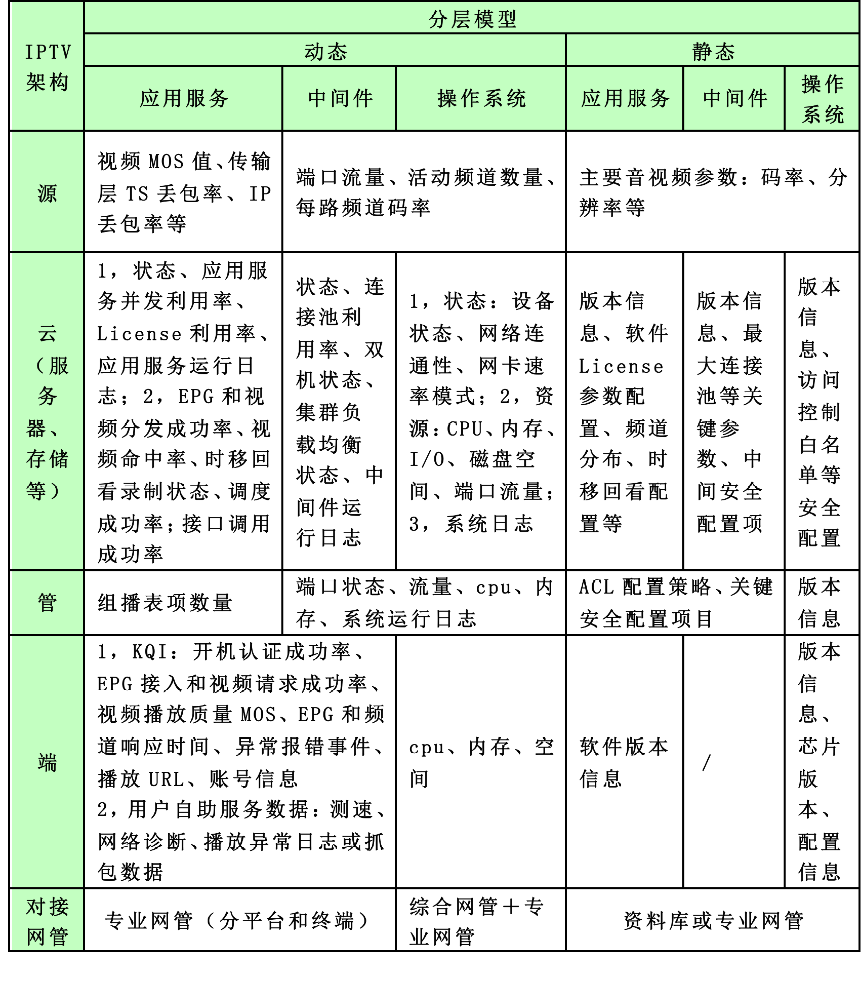 IPTV
架构
分层模型
动态
静态
应用服务
中间件
操作系统
应用服务
中间件
操作
系统
源
视频 MOS 值、传输
层 TS 丢包率、IP
丢包率等
端口流量、活动频道数量、
每路频道码率
主要音视频参数：码率、分
辨率等
云
（服
务
器、
存储
等）
1，状态、应用服
务并发利用率、
License 利用率、
应用服务运行日
志；2，EPG 和视
频分发成功率、视
频命中率、时移回
看录制状态、调度
成功率；接口调用
成功率
状态、连
接池利
用率、双
机状态、
集群负
载均衡
状态、中
间件运
行日志
1，状态：设备
状态、网络连
通性、网卡速
率模式；2，资
源：CPU、内存、
I/O、磁盘空
间、端口流量；
3，系统日志
版本信
息、软件
License
参数配
置、频道
分布、时
移回看配
置等
版本信
息、最
大连接
池等关
键参
数、中
间安全
配置项
版本
信
息、
访问
控制
白名
单等
安全
配置
管
组播表项数量
端口状态、流量、cpu、内
存、系统运行日志
ACL 配置策略、关键
安全配置项目
版本
信息
端
1，KQI：开机认证成功率、
EPG 接入和视频请求成功率、
视频播放质量 MOS、EPG 和频
道响应时间、异常报错事件、
播放 URL、账号信息
2，用户自助服务数据：测速、
网络诊断、播放异常日志或抓
包数据
cpu、内存、空
间
软件版本
信息
/
版本
信
息、
芯片
版
本、
配置
信息
对接
网管
专业网管（分平台和终端）
综合网管＋专
业网管
资料库或专业网管